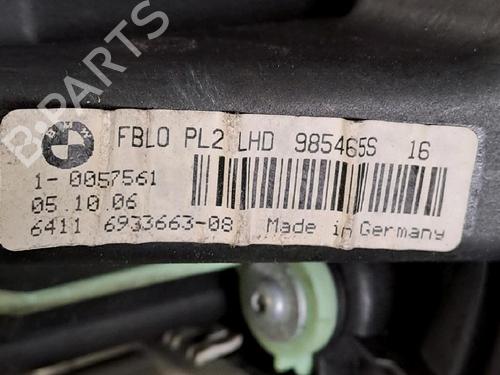 BMW
FBLO PL2 LHD 985465S 16
1-0057561
05.10.06
6411 6933663-08 Made in Germany
B-PARTS